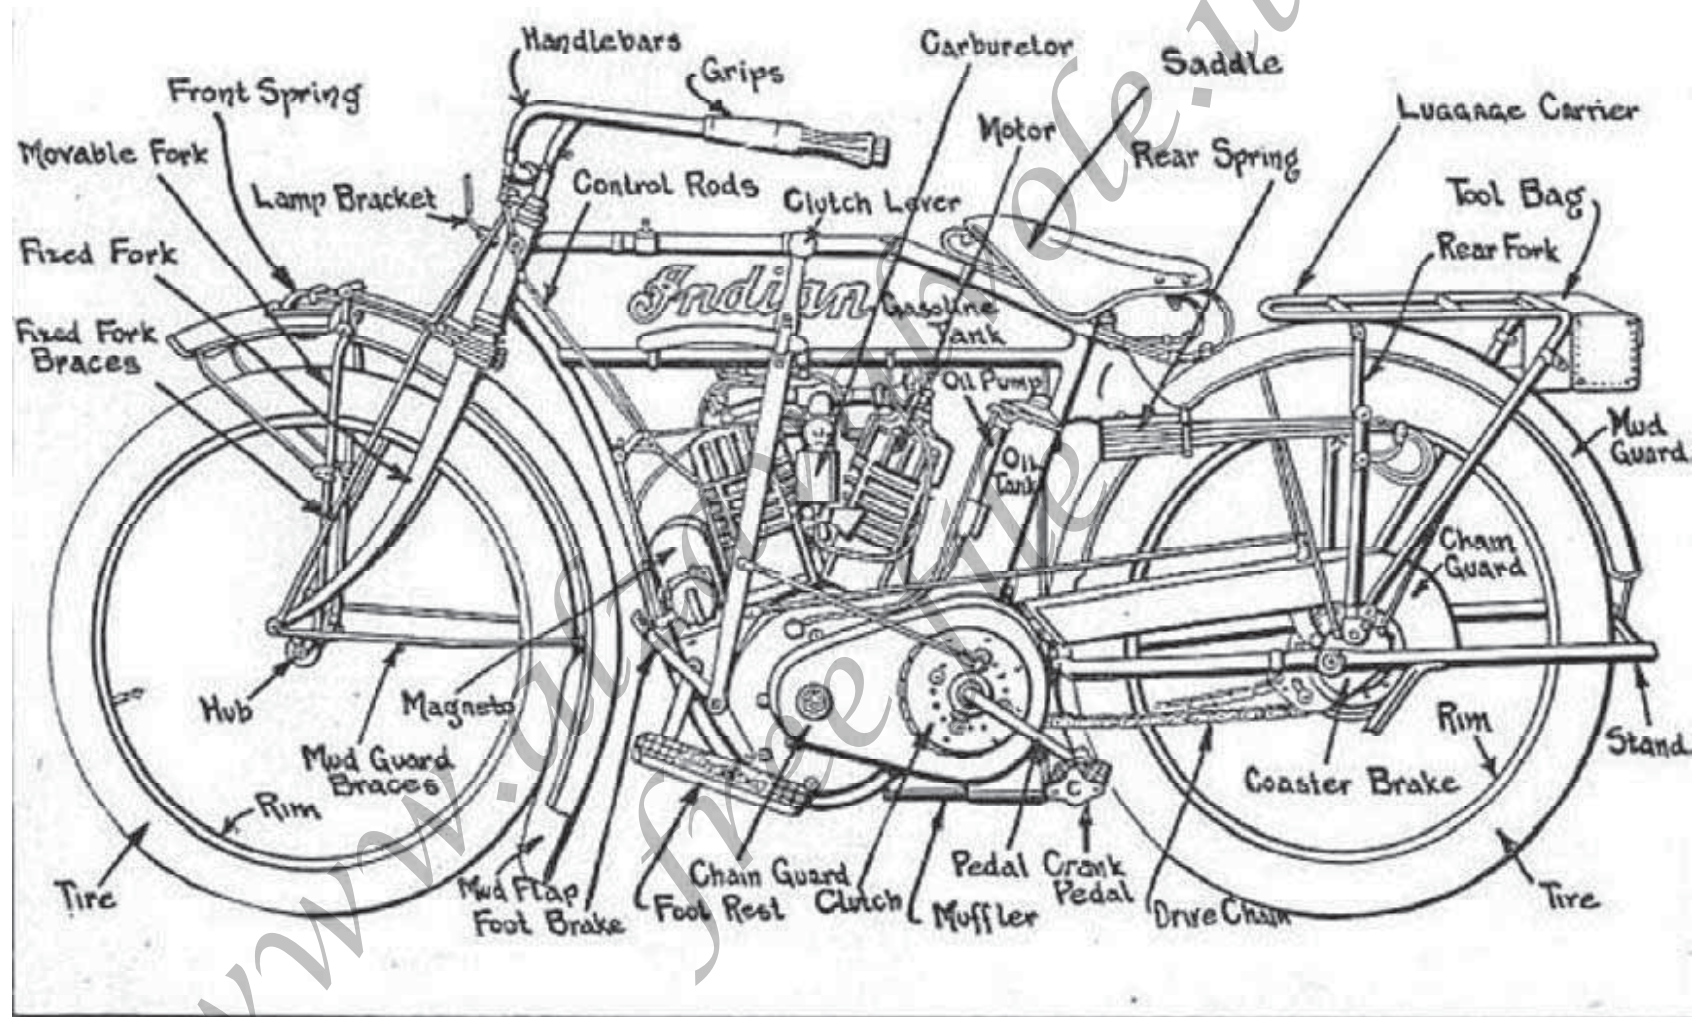 Handlebars
Carburetor
Saddle
Grips
Front Spring
Luggage Carrier
Motor
Movable Fork
Rear Spring
Lamp Bracket
Control Rods
Clutch Lever
Tool Bag
Fixed Fork
Rear Fork
Indian
Gasoline
Tank
Fixed Fork
Braces
Oil Pump
Mud
Guard
Oil
Tank
Chain
Guard
Hub
Magneto
Rim
Stand
Mud Guard
Braces
Coaster Brake
Rim
Pedal Crank
Chain Guard
Pedal
Tire
Mud Flap
Foot Rest
Clutch
Muffler
Drive Chain
Tire
Foot Brake
free file